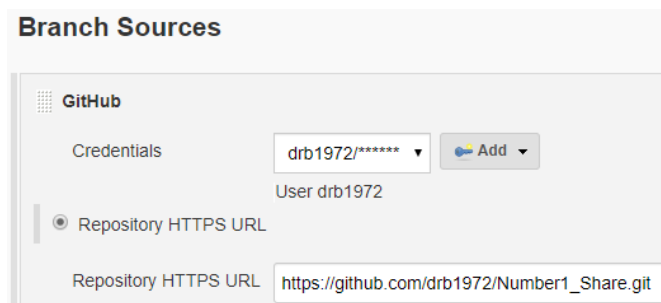 Branch Sources
GitHub
Credentials
drb1972/****** Add
User drb1972
Repository HTTPS URL
Repository HTTPS URL https://github.com/drb1972/Number1_Share.git